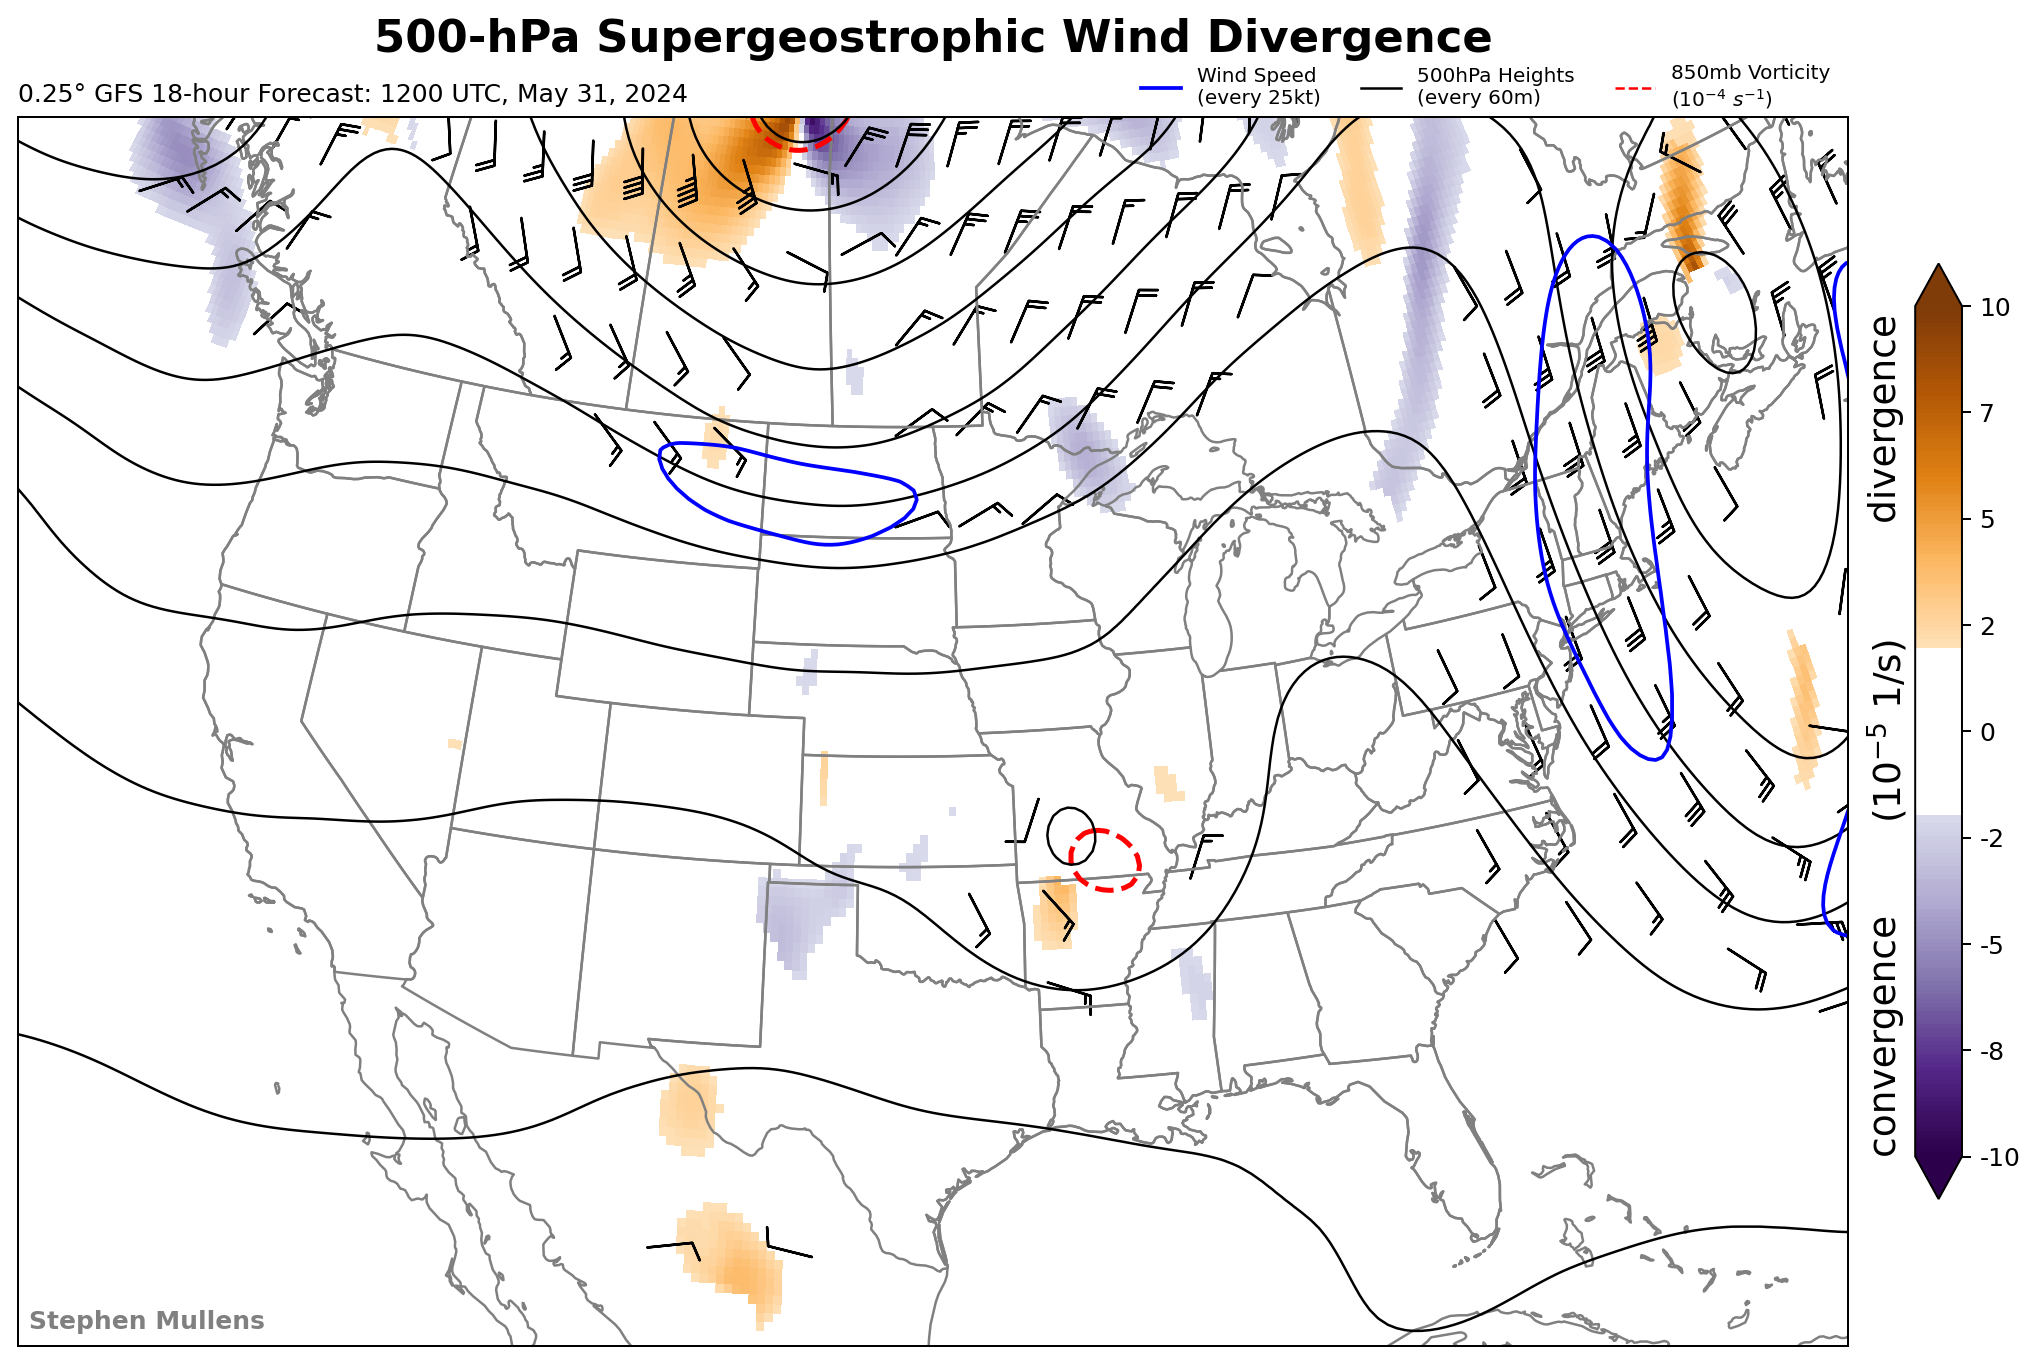 500-hPa Supergeostrophic Wind Divergence
0.25° GFS 18-hour Forecast: 1200 UTC, May 31, 2024
Wind Speed
(every 25kt)
500hPa Heights
(every 60m)
850mb Vorticity
(10⁻⁴ s⁻¹)
10
7
5
2
0
-2
-5
-8
-10
convergence (10⁻⁵ 1/s) divergence
Stephen Mullens